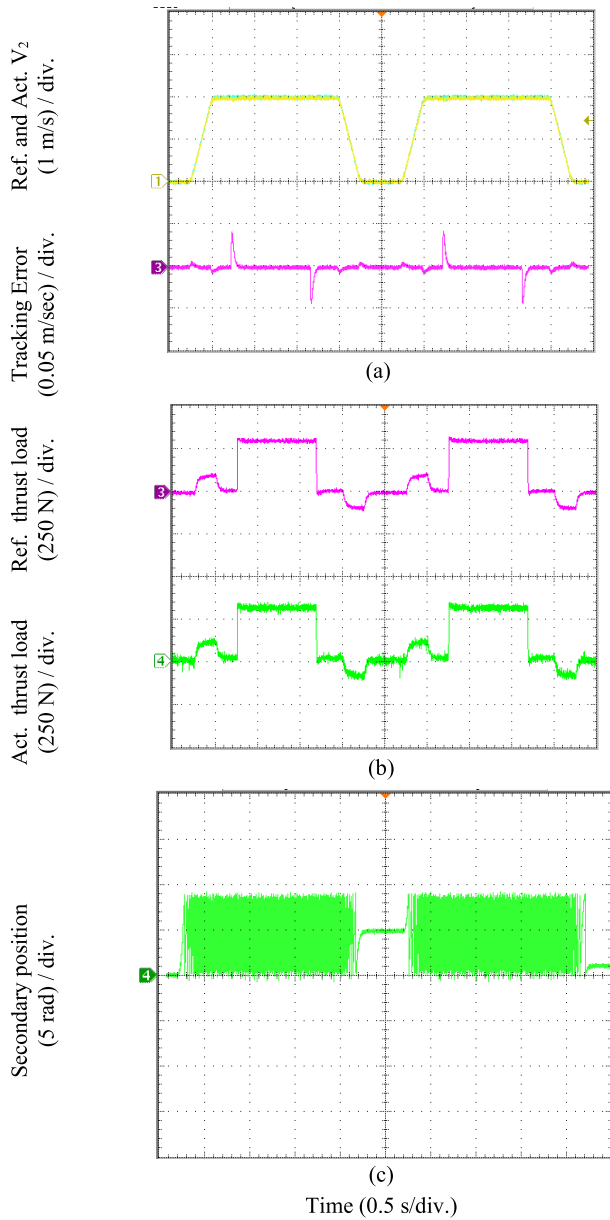 Ref. and Act. V2
(1 m/s) / div.
1
Tracking Error
(0.05 m/sec) / div.
3
(a)
Ref. thrust load
(250 N) / div.
3
Act. thrust load
(250 N) / div.
4
(b)
Secondary position
(5 rad) / div.
4
(c)
Time (0.5 s/div.)